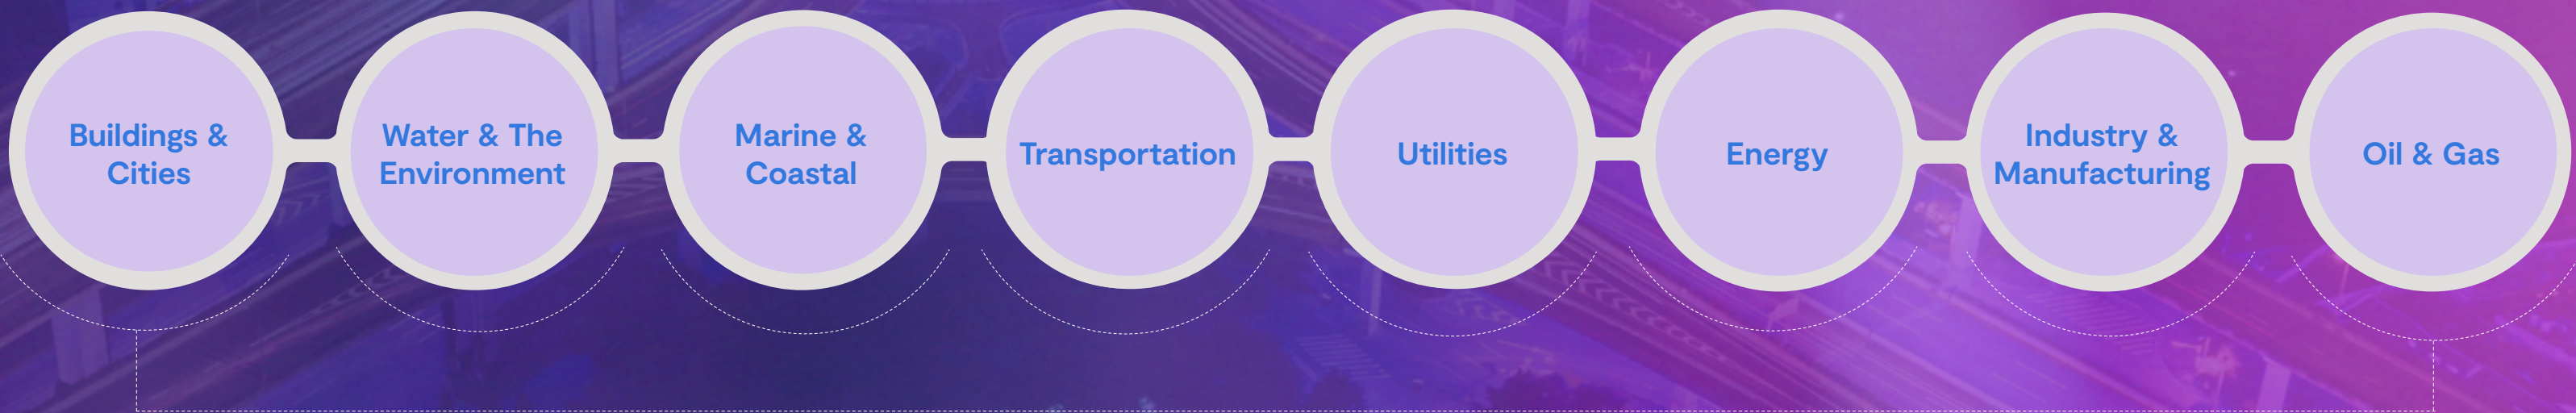 Buildings &
Cities
Water & The
Environment
Marine &
Coastal
Transportation
Utilities
Energy
Industry &
Manufacturing
Oil & Gas